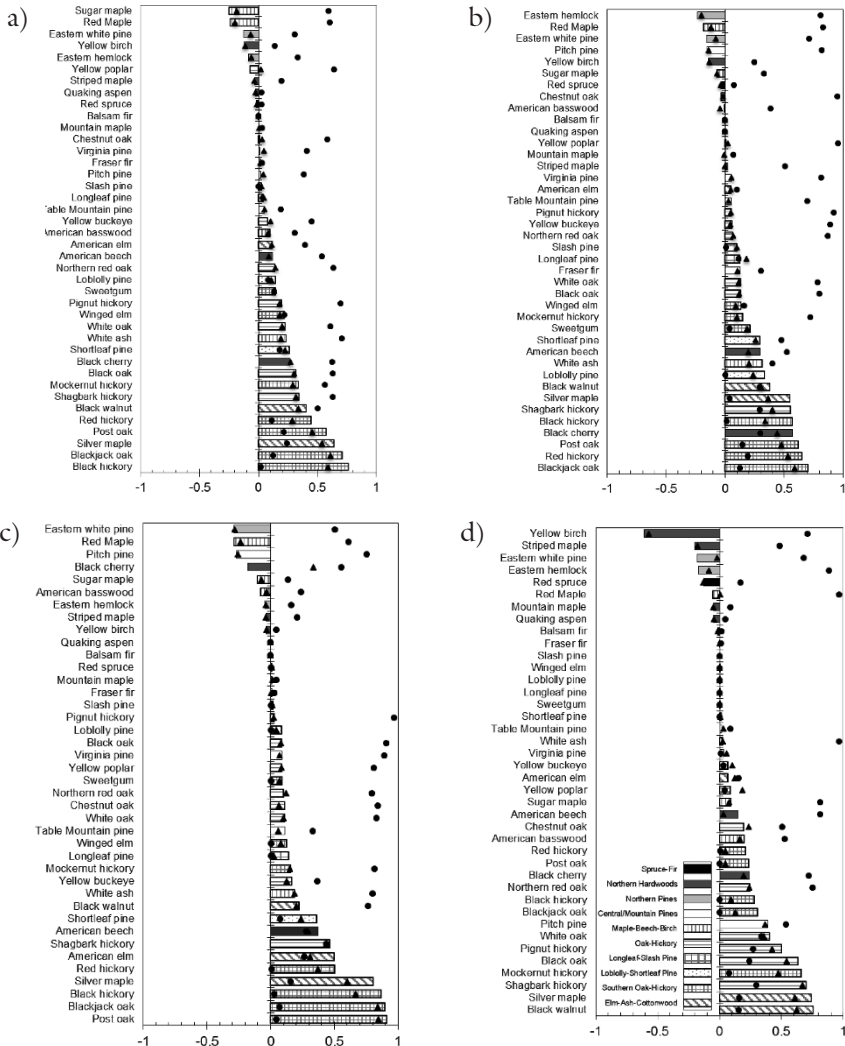 a)
Sugar maple
Red Maple
Eastern white pine
Yellow birch
Eastern hemlock
Yellow poplar
Striped maple
Quaking aspen
Red spruce
Balsam fir
Mountain maple
Chestnut oak
Virginia pine
Fraser fir
Pitch pine
Slash pine
Longleaf pine
Table Mountain pine
Yellow buckeye
American basswood
American elm
American beech
Northern red oak
Loblolly pine
Sweetgum
Pignut hickory
Winged elm
White oak
White ash
Shortleaf pine
Black cherry
Black oak
Mockernut hickory
Shagbark hickory
Black walnut
Red hickory
Post oak
Silver maple
Blackjack oak
Black hickory
-1 -0.5 0 0.5 1
b)
Eastern hemlock
Red Maple
Eastern white pine
Pitch pine
Yellow birch
Sugar maple
Red spruce
Chestnut oak
American basswood
Balsam fir
Quaking aspen
Yellow poplar
Mountain maple
Striped maple
Virginia pine
American elm
Table Mountain pine
Pignut hickory
Yellow buckeye
Northern red oak
Slash pine
Longleaf pine
Fraser fir
White oak
Black oak
Winged elm
Mockernut hickory
Sweetgum
Shortleaf pine
American beech
White ash
Loblolly pine
Black walnut
Silver maple
Shagbark hickory
Black hickory
Black cherry
Post oak
Red hickory
Blackjack oak
-1 -0.5 0 0.5 1
c)
Eastern white pine
Red Maple
Pitch pine
Black cherry
Sugar maple
American basswood
Eastern hemlock
Striped maple
Yellow birch
Quaking aspen
Balsam fir
Red spruce
Mountain maple
Fraser fir
Slash pine
Pignut hickory
Loblolly pine
Black oak
Virginia pine
Yellow poplar
Sweetgum
Northern red oak
Chestnut oak
White oak
Table Mountain pine
Winged elm
Longleaf pine
Mockernut hickory
Yellow buckeye
White ash
Black walnut
Shortleaf pine
American beech
Shagbark hickory
American elm
Red hickory
Silver maple
Black hickory
Blackjack oak
Post oak
-1 -0.5 0 0.5 1
d)
Yellow birch
Striped maple
Eastern white pine
Eastern hemlock
Red spruce
Red Maple
Mountain maple
Quaking aspen
Balsam fir
Fraser fir
Slash pine
Winged elm
Loblolly pine
Longleaf pine
Sweetgum
Shortleaf pine
Table Mountain pine
White ash
Virginia pine
Yellow buckeye
American elm
Yellow poplar
Sugar maple
American beech
Chestnut oak
American basswood
Red hickory
Post oak
Black cherry
Northern red oak
Black hickory
Blackjack oak
Pitch pine
White oak
Pignut hickory
Black oak
Mockernut hickory
Shagbark hickory
Silver maple
Black walnut
-1 -0.5 0 0.5 1
Spruce-Fir
Northern Hardwoods
Northern Pines
Central/Mountain Pines
Maple-Beech-Birch
Oak-Hickory
Longleaf-Slash Pine
Loblolly-Shortleaf Pine
Southern Oak-Hickory
Elm-Ash-Cottonwood